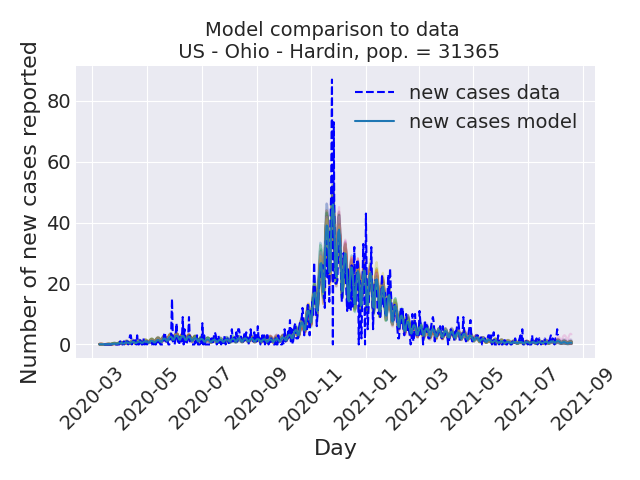 Model comparison to data
US - Ohio - Hardin, pop. = 31365
Number of new cases reported
80
60
40
20
0
new cases data
new cases model
2020-03
2020-05
2020-07
2020-09
2020-11
2021-01
2021-03
2021-05
2021-07
2021-09
Day